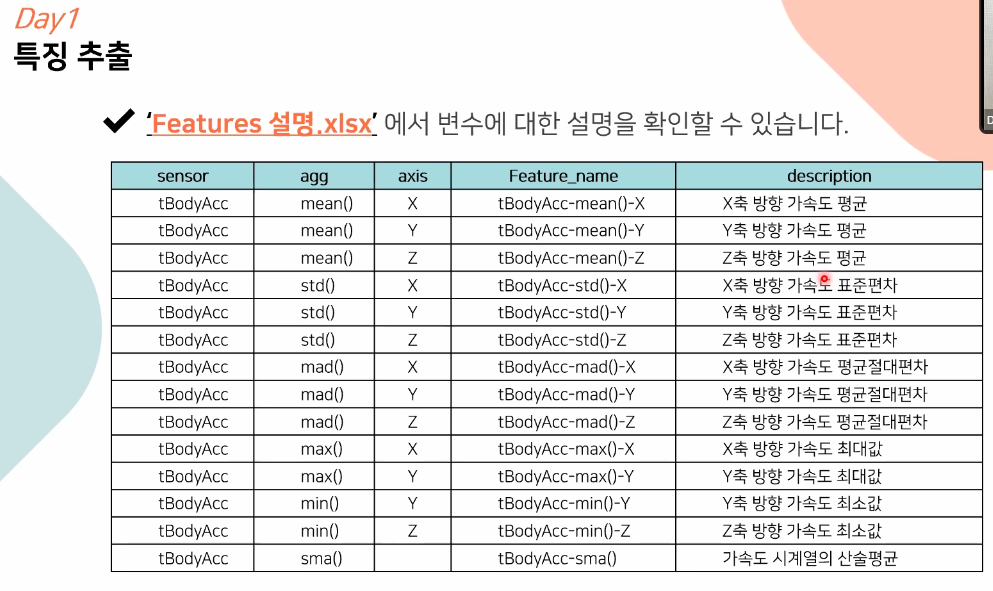 Day1
특징 추출
‘Features 설명.xlsx’ 에서 변수에 대한 설명을 확인할 수 있습니다.
sensor agg axis Feature_name description
tBodyAcc mean() X tBodyAcc-mean()-X X축 방향 가속도 평균
tBodyAcc mean() Y tBodyAcc-mean()-Y Y축 방향 가속도 평균
tBodyAcc mean() Z tBodyAcc-mean()-Z Z축 방향 가속도 평균
tBodyAcc std() X tBodyAcc-std()-X X축 방향 가속도 표준편차
tBodyAcc std() Y tBodyAcc-std()-Y Y축 방향 가속도 표준편차
tBodyAcc std() Z tBodyAcc-std()-Z Z축 방향 가속도 표준편차
tBodyAcc mad() X tBodyAcc-mad()-X X축 방향 가속도 평균절대편차
tBodyAcc mad() Y tBodyAcc-mad()-Y Y축 방향 가속도 평균절대편차
tBodyAcc mad() Z tBodyAcc-mad()-Z Z축 방향 가속도 평균절대편차
tBodyAcc max() X tBodyAcc-max()-X X축 방향 가속도 최대값
tBodyAcc max() Y tBodyAcc-max()-Y Y축 방향 가속도 최대값
tBodyAcc min() Y tBodyAcc-min()-Y Y축 방향 가속도 최소값
tBodyAcc min() Z tBodyAcc-min()-Z Z축 방향 가속도 최소값
tBodyAcc sma() tBodyAcc-sma() 가속도 시계열의 산술평균